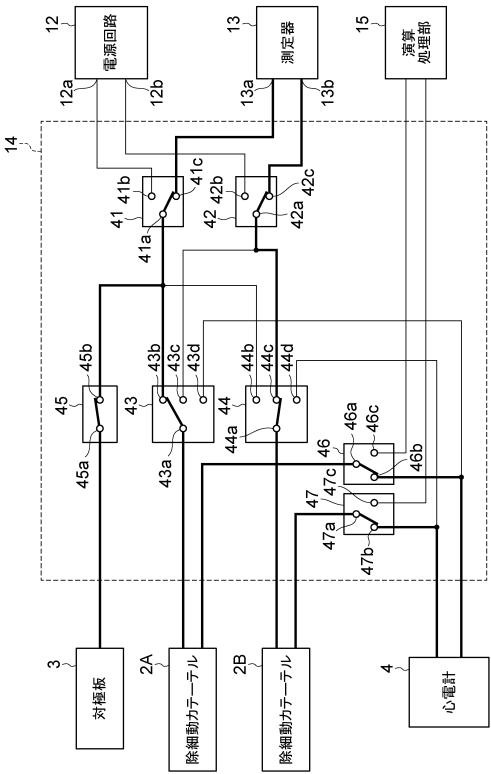 12
電源回路
12a
12b
13
測定器
13a
13b
15
演算
処理部
14
41
41a
41b
41c
42
42a
42b
42c
45
45a
45b
43
43a
43b
43c
43d
44
44a
44b
44c
44d
46
46a
46b
46c
47
47a
47b
47c
3
対極板
2A
除細動カテーテル
2B
除細動カテーテル
4
心電計